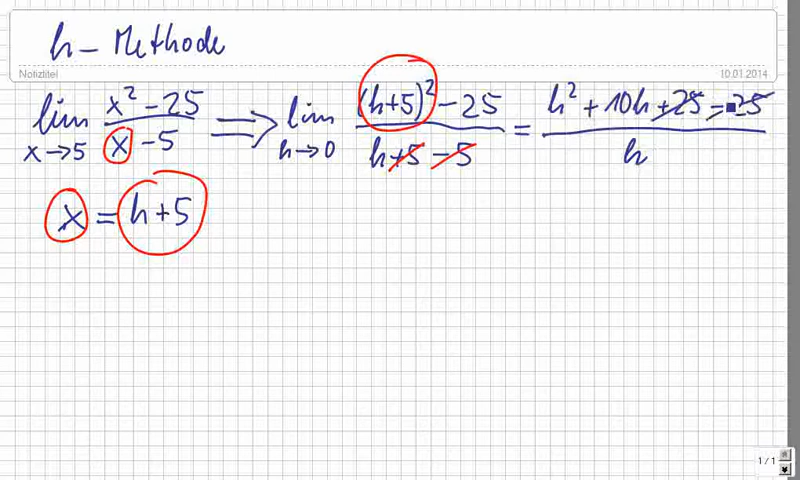 h - Methode
Notiztitel
10.01.2014
lim x→5 (x² - 25)/(x - 5) ⟹ lim h→0 ((h+5)² - 25)/(h+5 - 5) = (h² + 10h + 25 - 25)/h
x = h+5
1/1